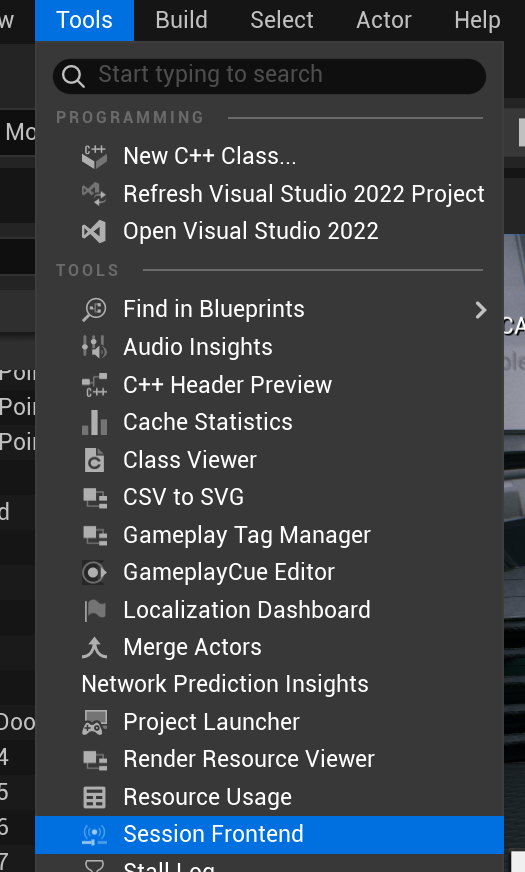 w Tools Build Select Actor Help
Start typing to search
PROGRAMMING
Mo
C++ New C++ Class...
Refresh Visual Studio 2022 Project
Open Visual Studio 2022
TOOLS
Find in Blueprints
CA
Audio Insights
ble
C++ C++ Header Preview
Poi
Poi
Cache Statistics
Poi
Class Viewer
CSV to SVG
d
Gameplay Tag Manager
GameplayCue Editor
Localization Dashboard
Merge Actors
Network Prediction Insights
Doo
Project Launcher
4
Render Resource Viewer
5
Resource Usage
6
Session Frontend
7
Stall Log